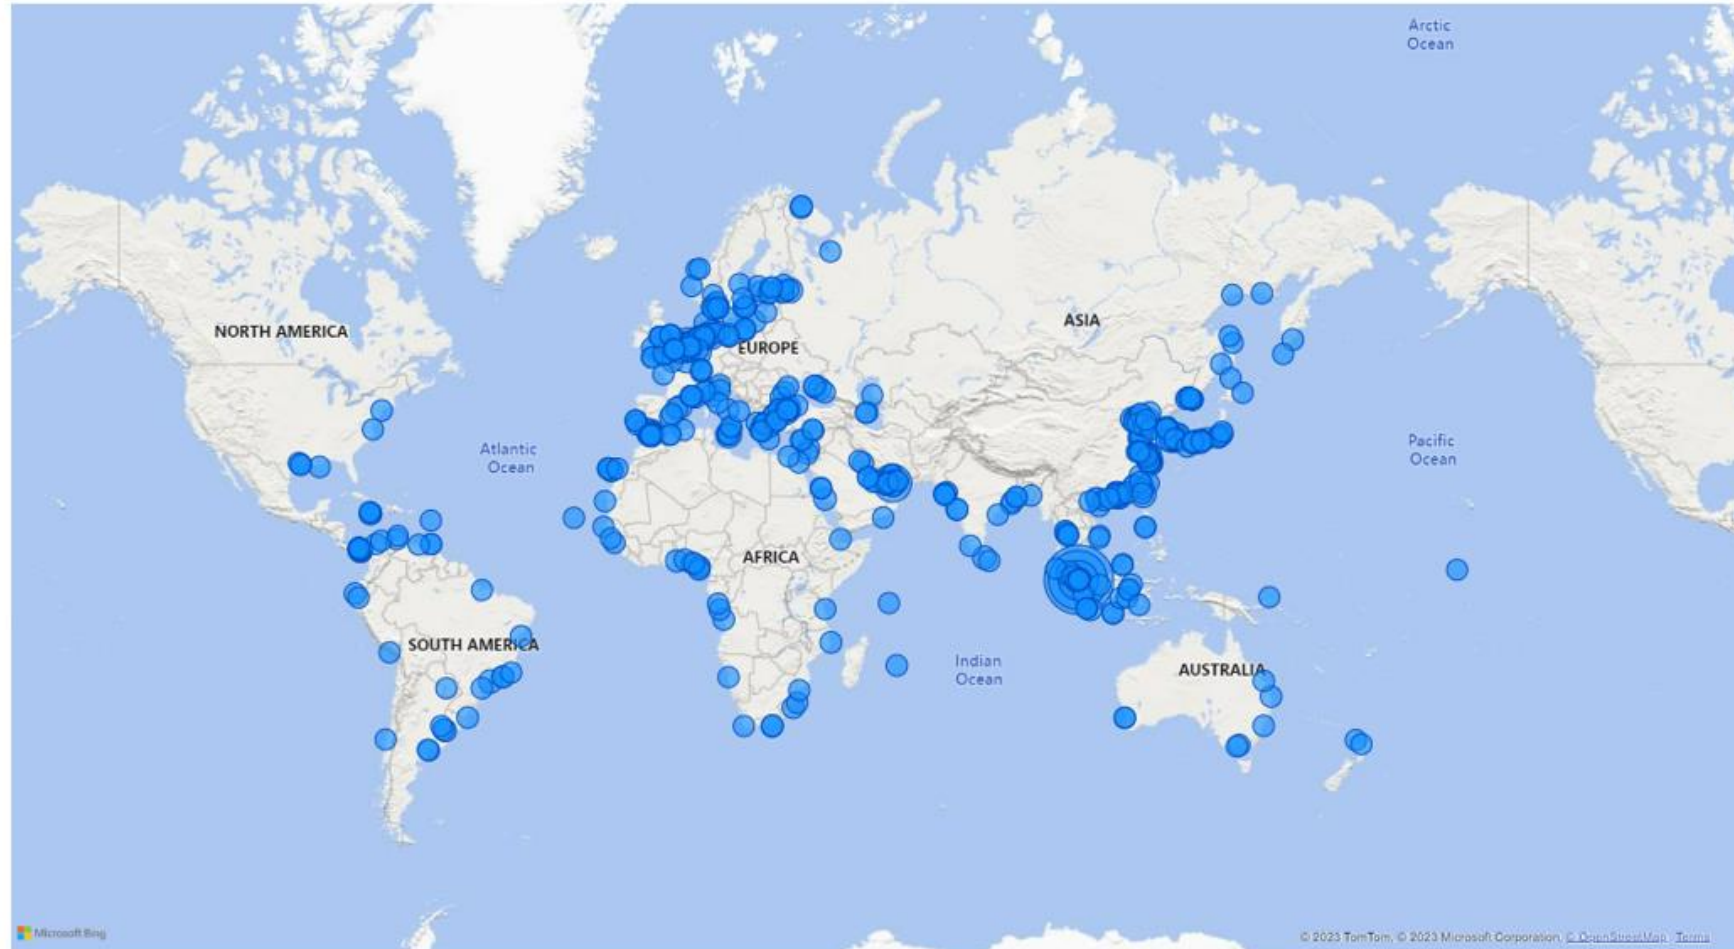 Arctic
Ocean
NORTH AMERICA
ASIA
EUROPE
Atlantic
Ocean
Pacific
Ocean
AFRICA
SOUTH AMERICA
Indian
Ocean
AUSTRALIA
Microsoft Bing
© 2023 TomTom, © 2023 Microsoft Corporation, © OpenStreetMap Terms